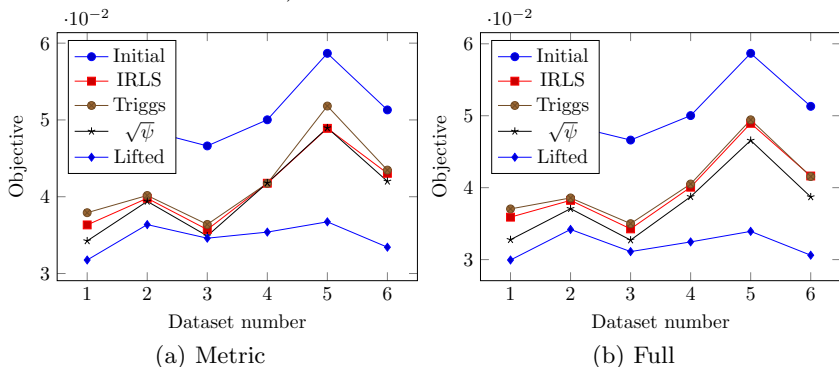 ·10⁻²
6
5
4
3
Objective
Initial
IRLS
Triggs
√ψ
Lifted
1 2 3 4 5 6
Dataset number
(a) Metric
·10⁻²
6
5
4
3
Objective
Initial
IRLS
Triggs
√ψ
Lifted
1 2 3 4 5 6
Dataset number
(b) Full